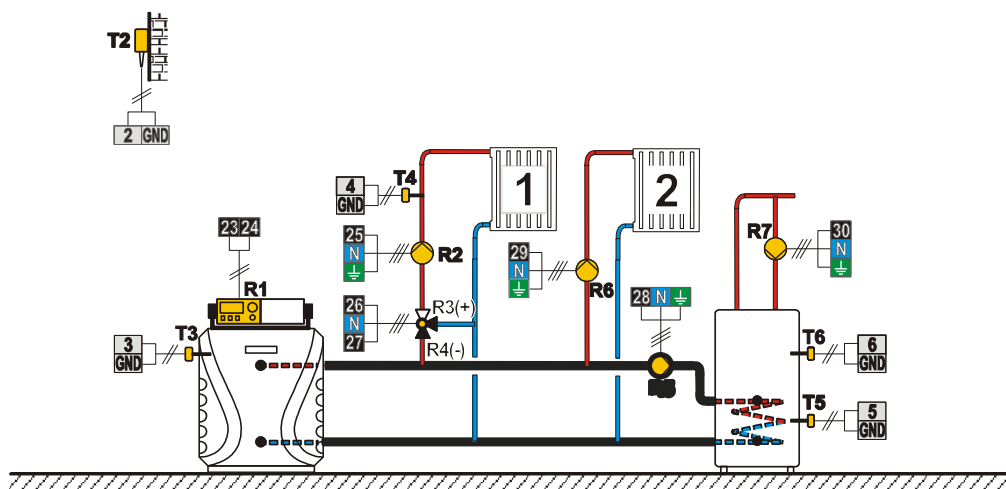 T2
2 GND
23 24
R1
T3
3
GND
4
GND
T4
25
N
R2
26
N
27
R3(+)
R4(-)
1
29
N
R6
2
28 N
R7
30
N
T6
6
GND
T5
5
GND